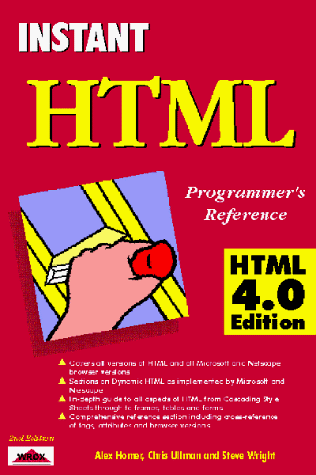 INSTANT
HTML
Programmer's
Reference
HTML
4.0
Edition
Covers all versions of HTML and all Microsoft and Netscape
browser versions
Sections on Dynamic HTML as implemented by Microsoft and
Netscape
In-depth guide to all aspects of HTML from Cascading Style
Sheets through to frames, tables and forms
Comprehensive reference section including cross-reference
of tags, attributes and browser versions
2nd Edition
WROX
Alex Homer, Chris Ullman and Steve Wright